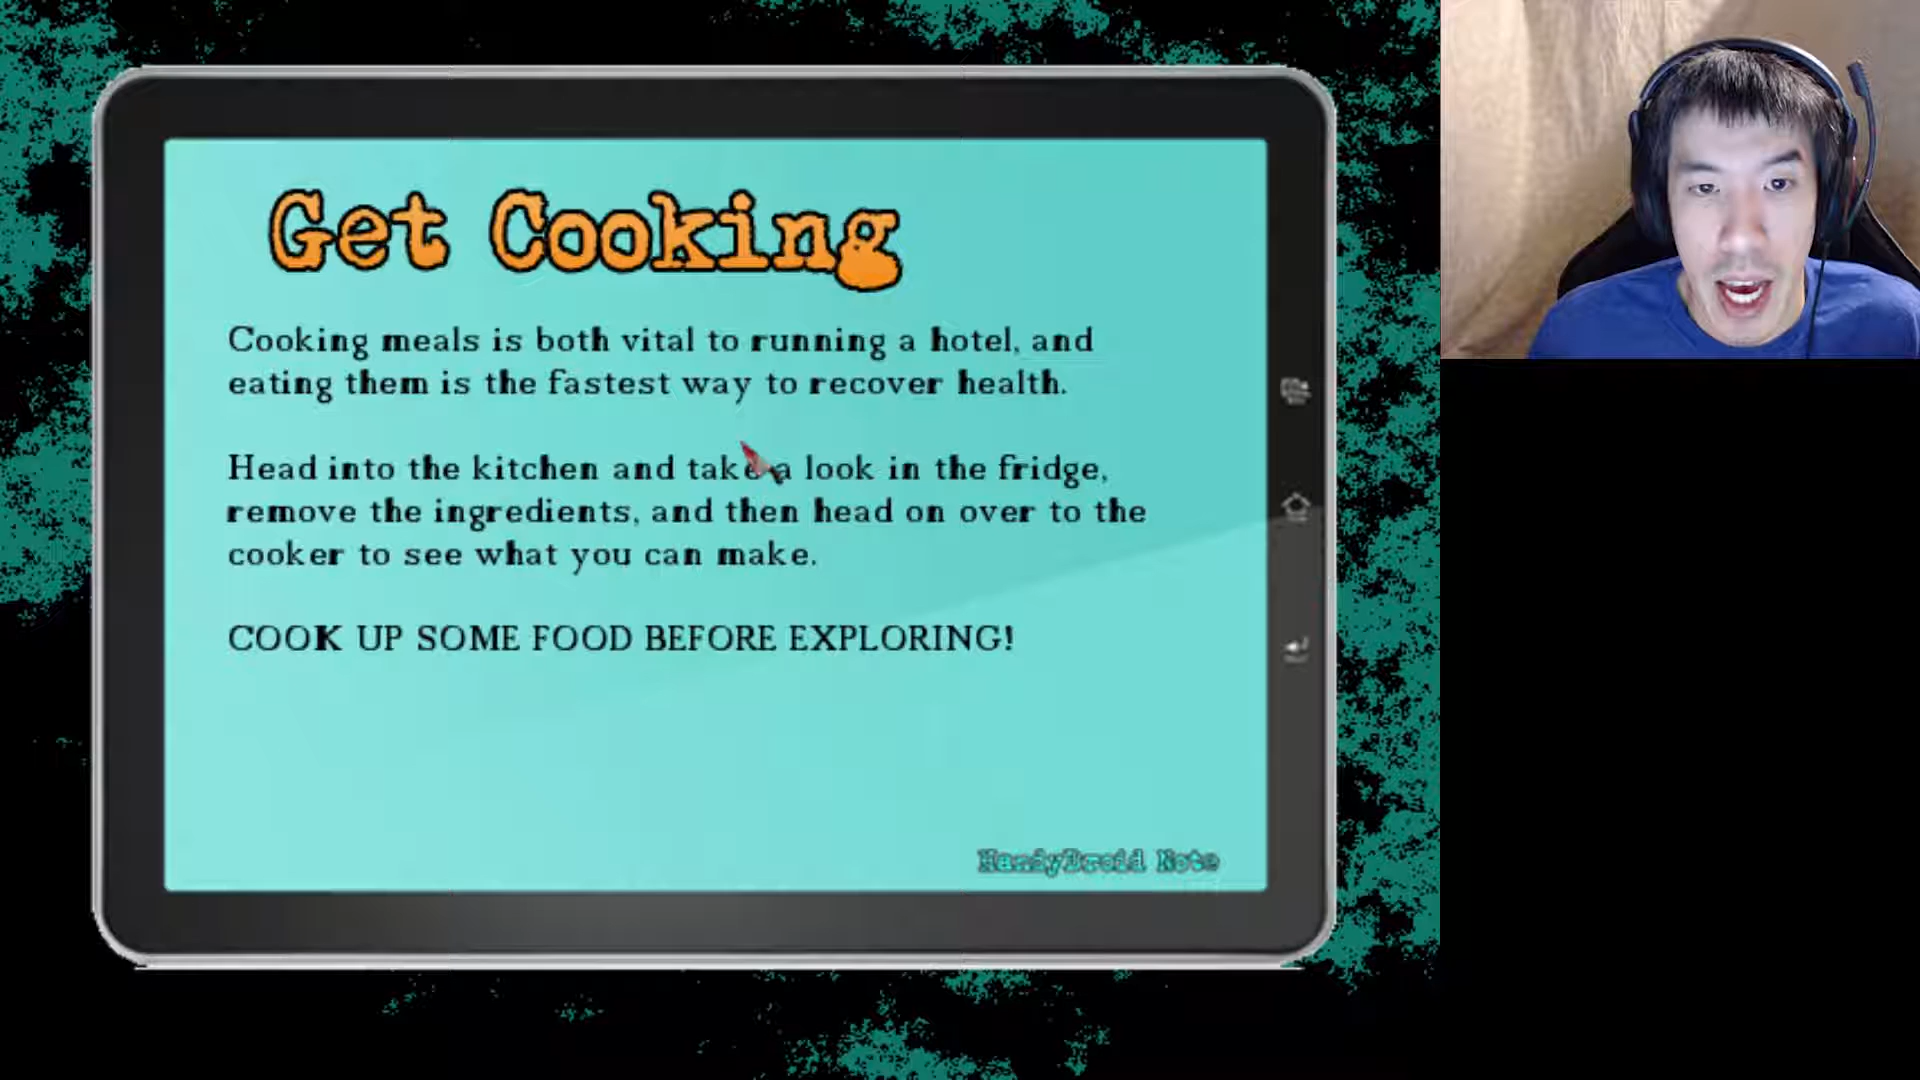 Get Cooking
Cooking meals is both vital to running a hotel, and
eating them is the fastest way to recover health.
Head into the kitchen and take a look in the fridge,
remove the ingredients, and then head on over to the
cooker to see what you can make.
COOK UP SOME FOOD BEFORE EXPLORING!
HandyDroid Note